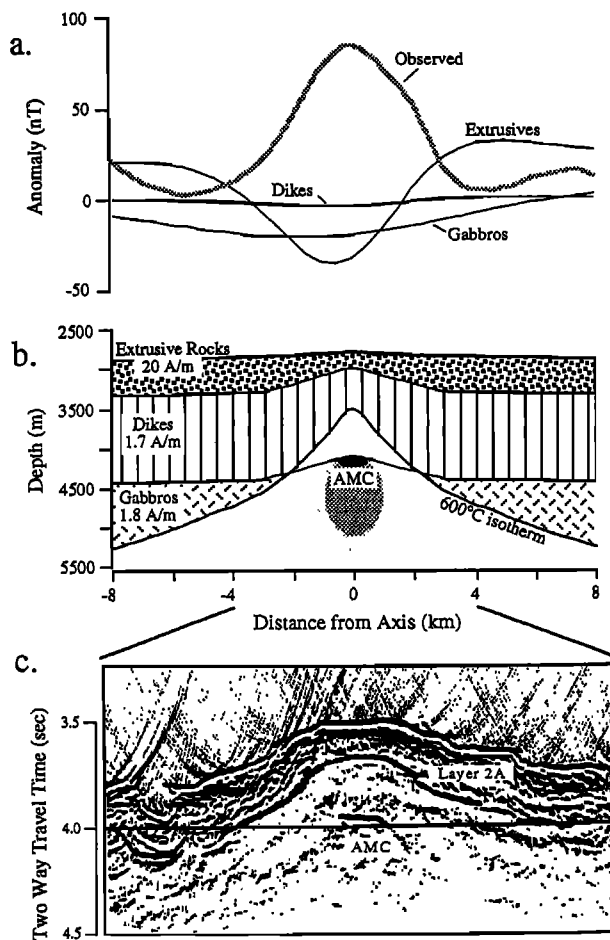 a.
100
50
0
-50
Anomaly (nT)
Observed
Extrusives
Dikes
Gabbros
b.
2500
3500
4500
5500
Depth (m)
Extrusive Rocks
20 A/m
Dikes
1.7 A/m
Gabbros
1.8 A/m
AMC
600°C isotherm
-8
-4
0
4
8
Distance from Axis (km)
c.
3.5
4.0
4.5
Two Way Travel Time (sec)
Layer 2A
AMC